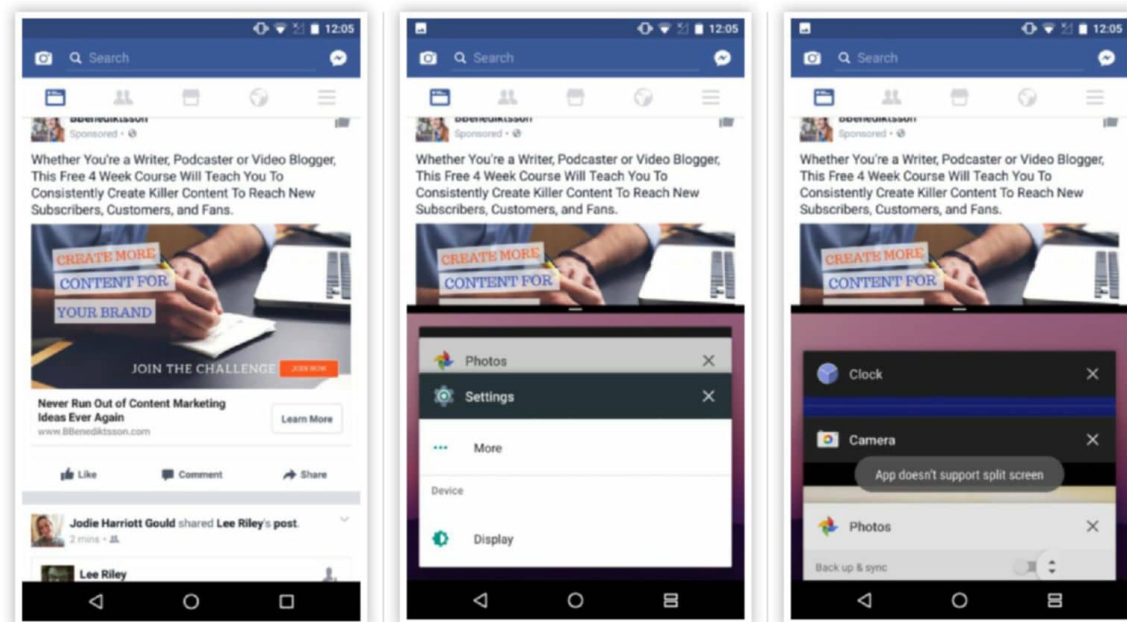 12:05
Search
BBenediktsson
Sponsored
Whether You're a Writer, Podcaster or Video Blogger,
This Free 4 Week Course Will Teach You To
Consistently Create Killer Content To Reach New
Subscribers, Customers, and Fans.
CREATE MORE
CONTENT FOR
YOUR BRAND
JOIN THE CHALLENGE JOIN NOW
Never Run Out of Content Marketing
Ideas Ever Again
www.BBenediktsson.com
Learn More
Like Comment Share
Jodie Harriott Gould shared Lee Riley's post.
2 mins
Lee Riley
12:05
Search
BBenediktsson
Sponsored
Whether You're a Writer, Podcaster or Video Blogger,
This Free 4 Week Course Will Teach You To
Consistently Create Killer Content To Reach New
Subscribers, Customers, and Fans.
CREATE MORE
CONTENT FOR
Photos
Settings
More
Device
Display
12:05
Search
BBenediktsson
Sponsored
Whether You're a Writer, Podcaster or Video Blogger,
This Free 4 Week Course Will Teach You To
Consistently Create Killer Content To Reach New
Subscribers, Customers, and Fans.
CREATE MORE
CONTENT FOR
Clock
Camera
App doesn't support split screen
Photos
Back up & sync